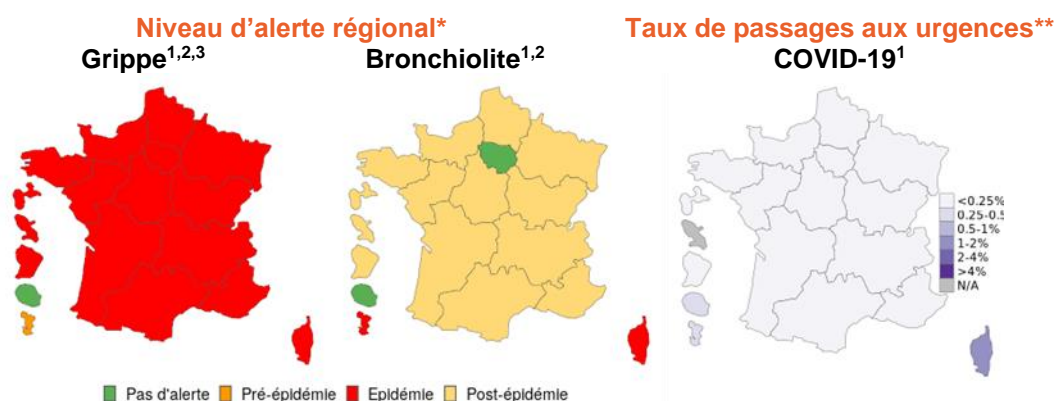 Niveau d'alerte régional* Taux de passages aux urgences**
Grippe1,2,3 Bronchiolite1,2 COVID-191
<0.25%
0.25-0.5
0.5-1%
1-2%
2-4%
>4%
N/A
Pas d'alerte Pré-épidémie Epidémie Post-épidémie